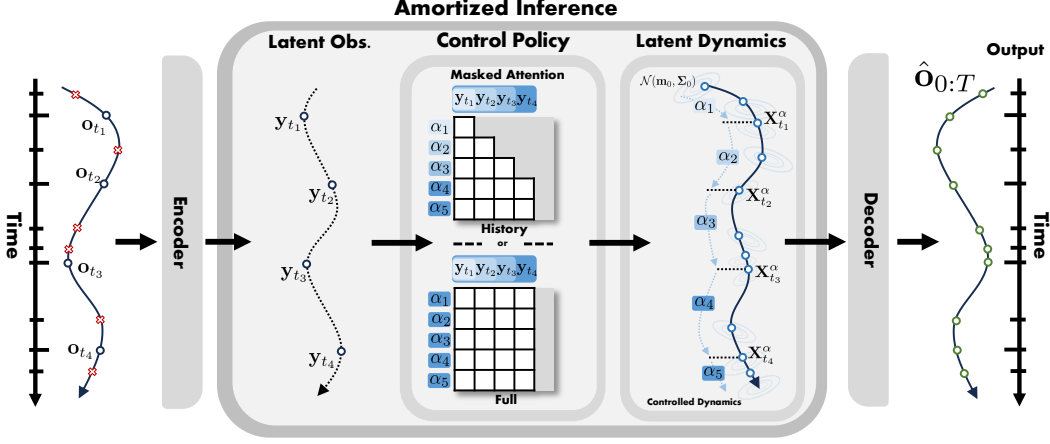 Amortized Inference
Latent Obs.
Control Policy
Latent Dynamics
Output
Time
o_{t_1}
o_{t_2}
o_{t_3}
o_{t_4}
Encoder
y_{t_1}
y_{t_2}
y_{t_3}
y_{t_4}
Masked Attention
y_{t_1} y_{t_2} y_{t_3} y_{t_4}
α_1
α_2
α_3
α_4
α_5
History
or
y_{t_1} y_{t_2} y_{t_3} y_{t_4}
α_1
α_2
α_3
α_4
α_5
Full
𝒩(m_0, Σ_0)
α_1
X^α_{t_1}
α_2
X^α_{t_2}
α_3
X^α_{t_3}
α_4
X^α_{t_4}
α_5
Controlled Dynamics
Decoder
ô_{0:T}
Time